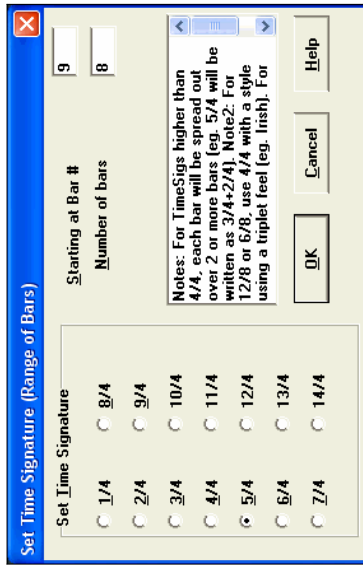 Set Time Signature (Range of Bars)
Set Time Signature
1/4 8/4
2/4 9/4
3/4 10/4
4/4 11/4
5/4 12/4
6/4 13/4
7/4 14/4
Starting at Bar # 9
Number of bars 8
Notes: For TimeSigs higher than
4/4, each bar will be spread out
over 2 or more bars (eg. 5/4 will be
written as 3/4+2/4). Note2: For
12/8 or 6/8, use 4/4 with a style
using a triplet feel (eg. Irish). For
OK Cancel Help